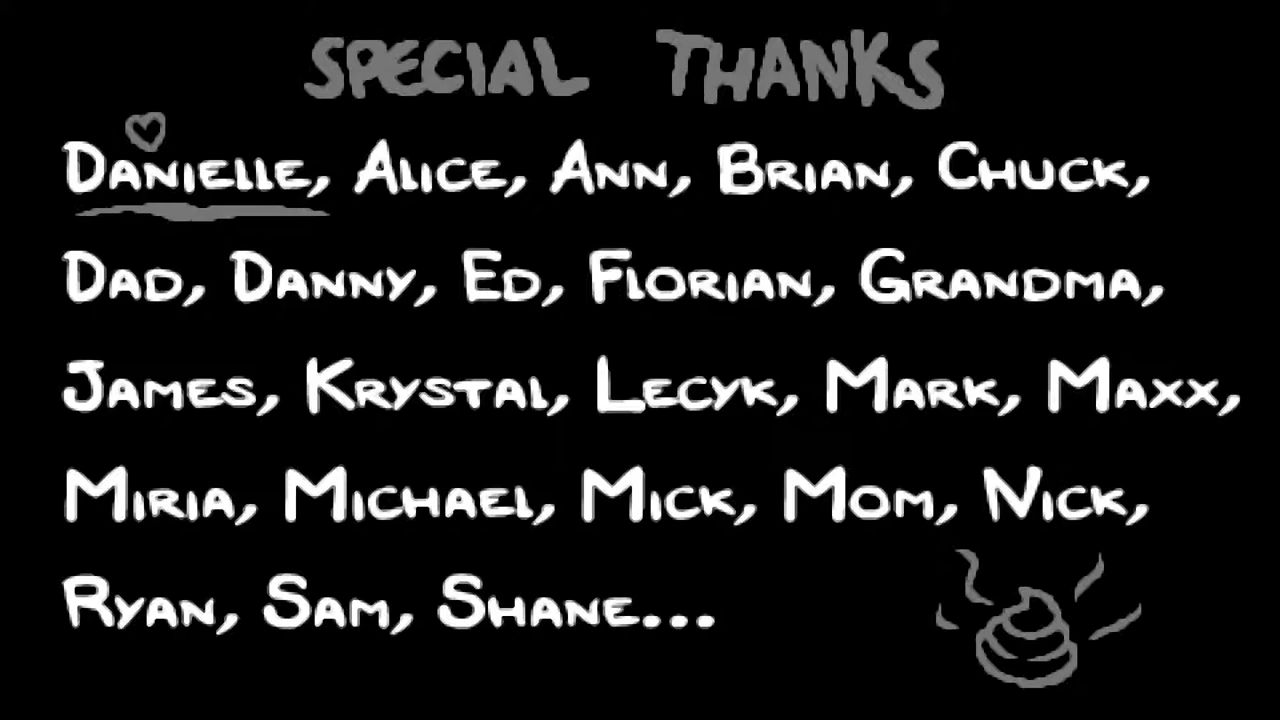 SPECIAL THANKS
DANIELLE, ALICE, ANN, BRIAN, CHUCK,
DAD, DANNY, ED, FLORIAN, GRANDMA,
JAMES, KRYSTAL, LECYK, MARK, MAXX,
MIRIA, MICHAEL, MICK, MOM, NICK,
RYAN, SAM, SHANE...